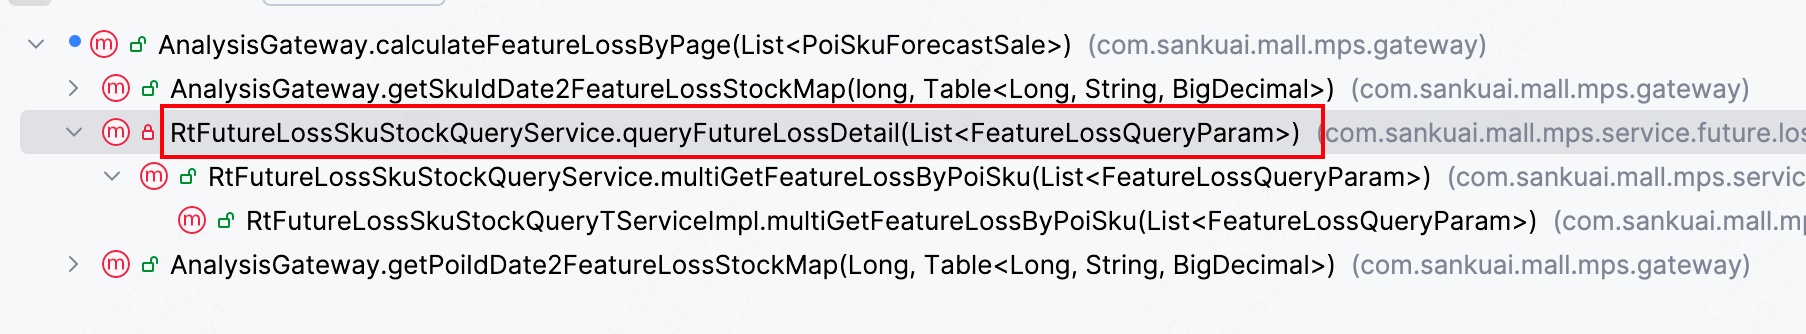 AnalysisGateway.calculateFeatureLossByPage(List<PoiSkuForecastSale>) (com.sankuai.mall.mps.gateway)
AnalysisGateway.getSkuIdDate2FeatureLossStockMap(long, Table<Long, String, BigDecimal>) (com.sankuai.mall.mps.gateway)
RtFutureLossSkuStockQueryService.queryFutureLossDetail(List<FeatureLossQueryParam>) (com.sankuai.mall.mps.service.future.los
RtFutureLossSkuStockQueryService.multiGetFeatureLossByPoiSku(List<FeatureLossQueryParam>) (com.sankuai.mall.mps.servic
RtFutureLossSkuStockQueryTServiceImpl.multiGetFeatureLossByPoiSku(List<FeatureLossQueryParam>) (com.sankuai.mall.mp
AnalysisGateway.getPoiIdDate2FeatureLossStockMap(Long, Table<Long, String, BigDecimal>) (com.sankuai.mall.mps.gateway)